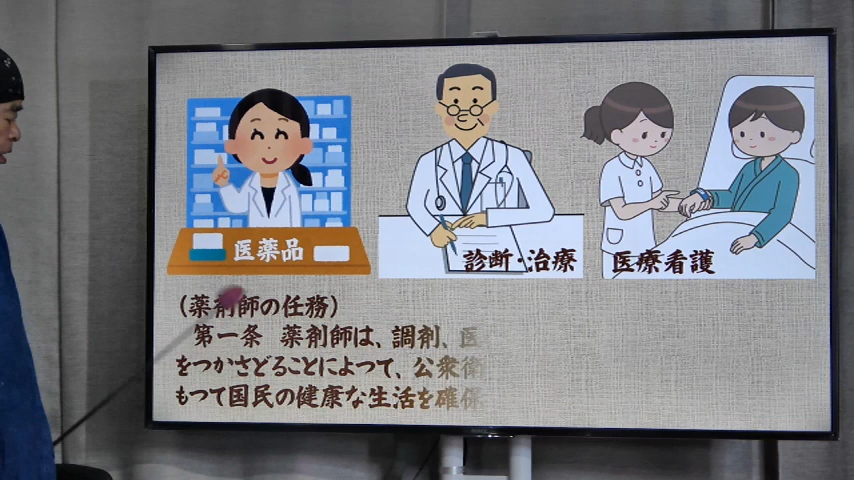 医薬品
診断・治療
医療看護
（薬剤師の任務）
第一条　薬剤師は、調剤、医
をつかさどることによつて、公衆衛
もつて国民の健康な生活を確保